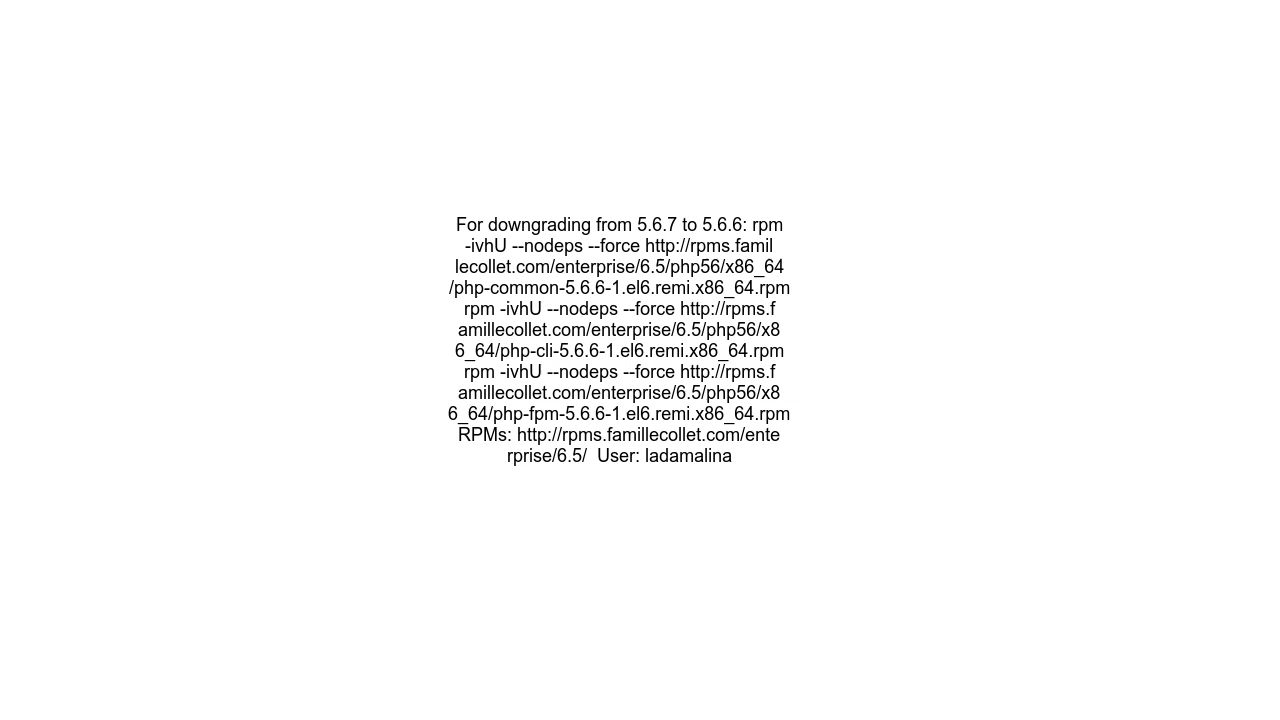 For downgrading from 5.6.7 to 5.6.6: rpm
-ivhU --nodeps --force http://rpms.famil
lecollet.com/enterprise/6.5/php56/x86_64
/php-common-5.6.6-1.el6.remi.x86_64.rpm
rpm -ivhU --nodeps --force http://rpms.f
amillecollet.com/enterprise/6.5/php56/x8
6_64/php-cli-5.6.6-1.el6.remi.x86_64.rpm
rpm -ivhU --nodeps --force http://rpms.f
amillecollet.com/enterprise/6.5/php56/x8
6_64/php-fpm-5.6.6-1.el6.remi.x86_64.rpm
RPMs: http://rpms.famillecollet.com/ente
rprise/6.5/  User: ladamalina